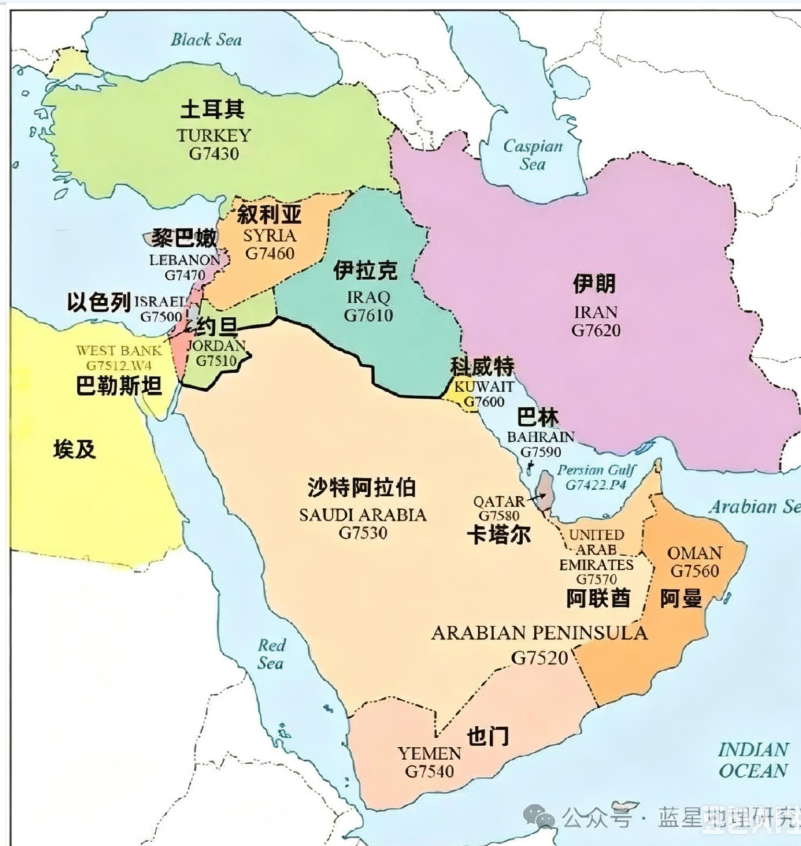 Black Sea
土耳其
TURKEY
G7430
Caspian
Sea
叙利亚
SYRIA
G7460
黎巴嫩
LEBANON
G7470
伊拉克
IRAQ
G7610
伊朗
IRAN
G7620
以色列 ISRAEL
G7500
约旦
JORDAN
G7510
WEST BANK
G7512.W4
巴勒斯坦
科威特
KUWAIT
G7600
埃及
巴林
BAHRAIN
G7590
Persian Gulf
G7422.P4
沙特阿拉伯
SAUDI ARABIA
G7530
QATAR
G7580
卡塔尔
Arabian Se
UNITED
ARAB
EMIRATES
G7570
阿联酋
OMAN
G7560
阿曼
ARABIAN PENINSULA
G7520
Red
Sea
也门
YEMEN
G7540
INDIAN
OCEAN
公众号 · 蓝星地理研究